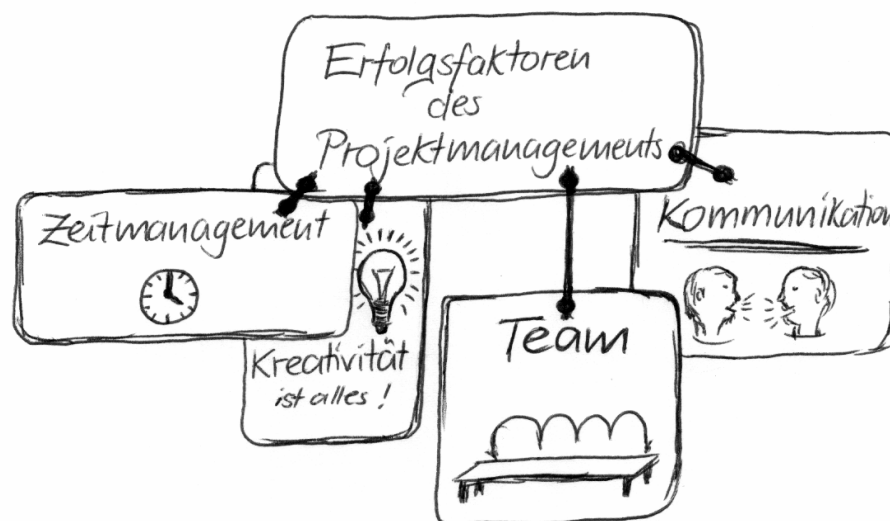 Erfolgsfaktoren
des
Projektmanagements
Zeitmanagement
Kreativität
ist alles!
Team
Kommunikation